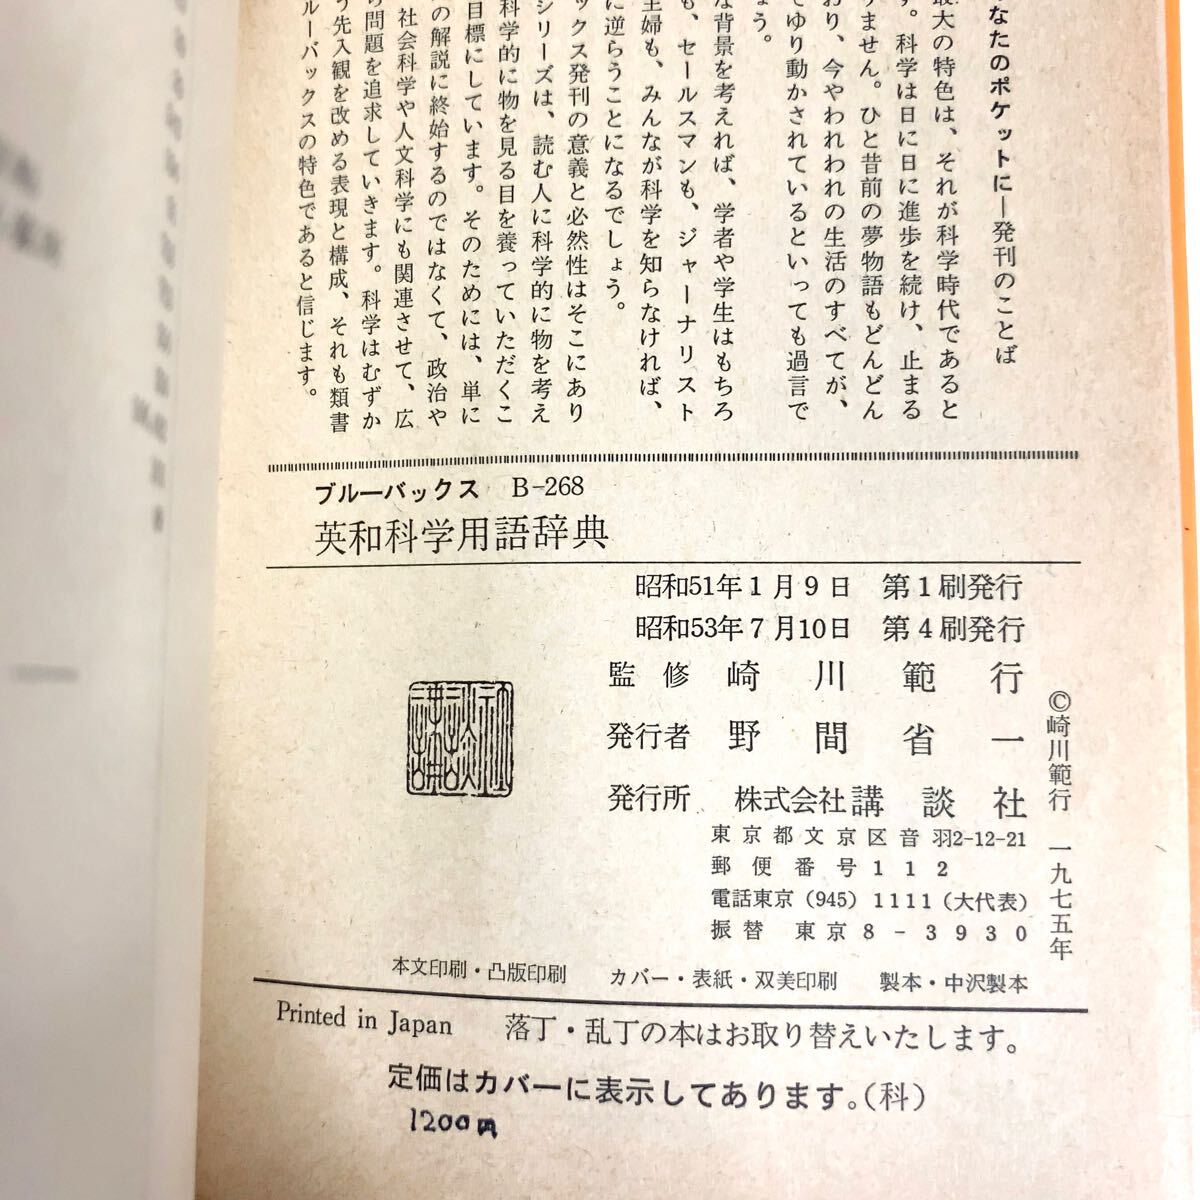 なたのポケットに―発刊のことば
最大の特色は、それが科学時代であると
す。科学は日に日に進歩を続け、止まる
りません。ひと昔前の夢物語もどんどん
おり、今やわれわれの生活のすべてが、
てゆり動かされているといっても過言で
ょう。
な背景を考えれば、学者や学生はもちろ
も、セールスマンも、ジャーナリスト
主婦も、みんなが科学を知らなければ、
に逆らうことになるでしょう。
ックス発刊の意義と必然性はそこにあり
シリーズは、読む人に科学的に物を考え
科学的に物を見る目を養っていただくこ
目標にしています。そのためには、単に
の解説に終始するのではなくて、政治や
社会科学や人文科学にも関連させて、広
ら問題を追求していきます。科学はむずか
う先入観を改める表現と構成、それも類書
ルーバックスの特色であると信じます。
ブルーバックス B-268
英和科学用語辞典
昭和51年1月9日 第1刷発行
昭和53年7月10日 第4刷発行
監修 崎川範行
発行者 野間省一
発行所 株式会社講談社
東京都文京区音羽2-12-21
郵便番号112
電話東京(945)1111(大代表)
振替 東京8-3930
©崎川範行 一九七五年
本文印刷・凸版印刷 カバー・表紙・双美印刷 製本・中沢製本
Printed in Japan 落丁・乱丁の本はお取り替えいたします。
定価はカバーに表示してあります。(科)
1200円